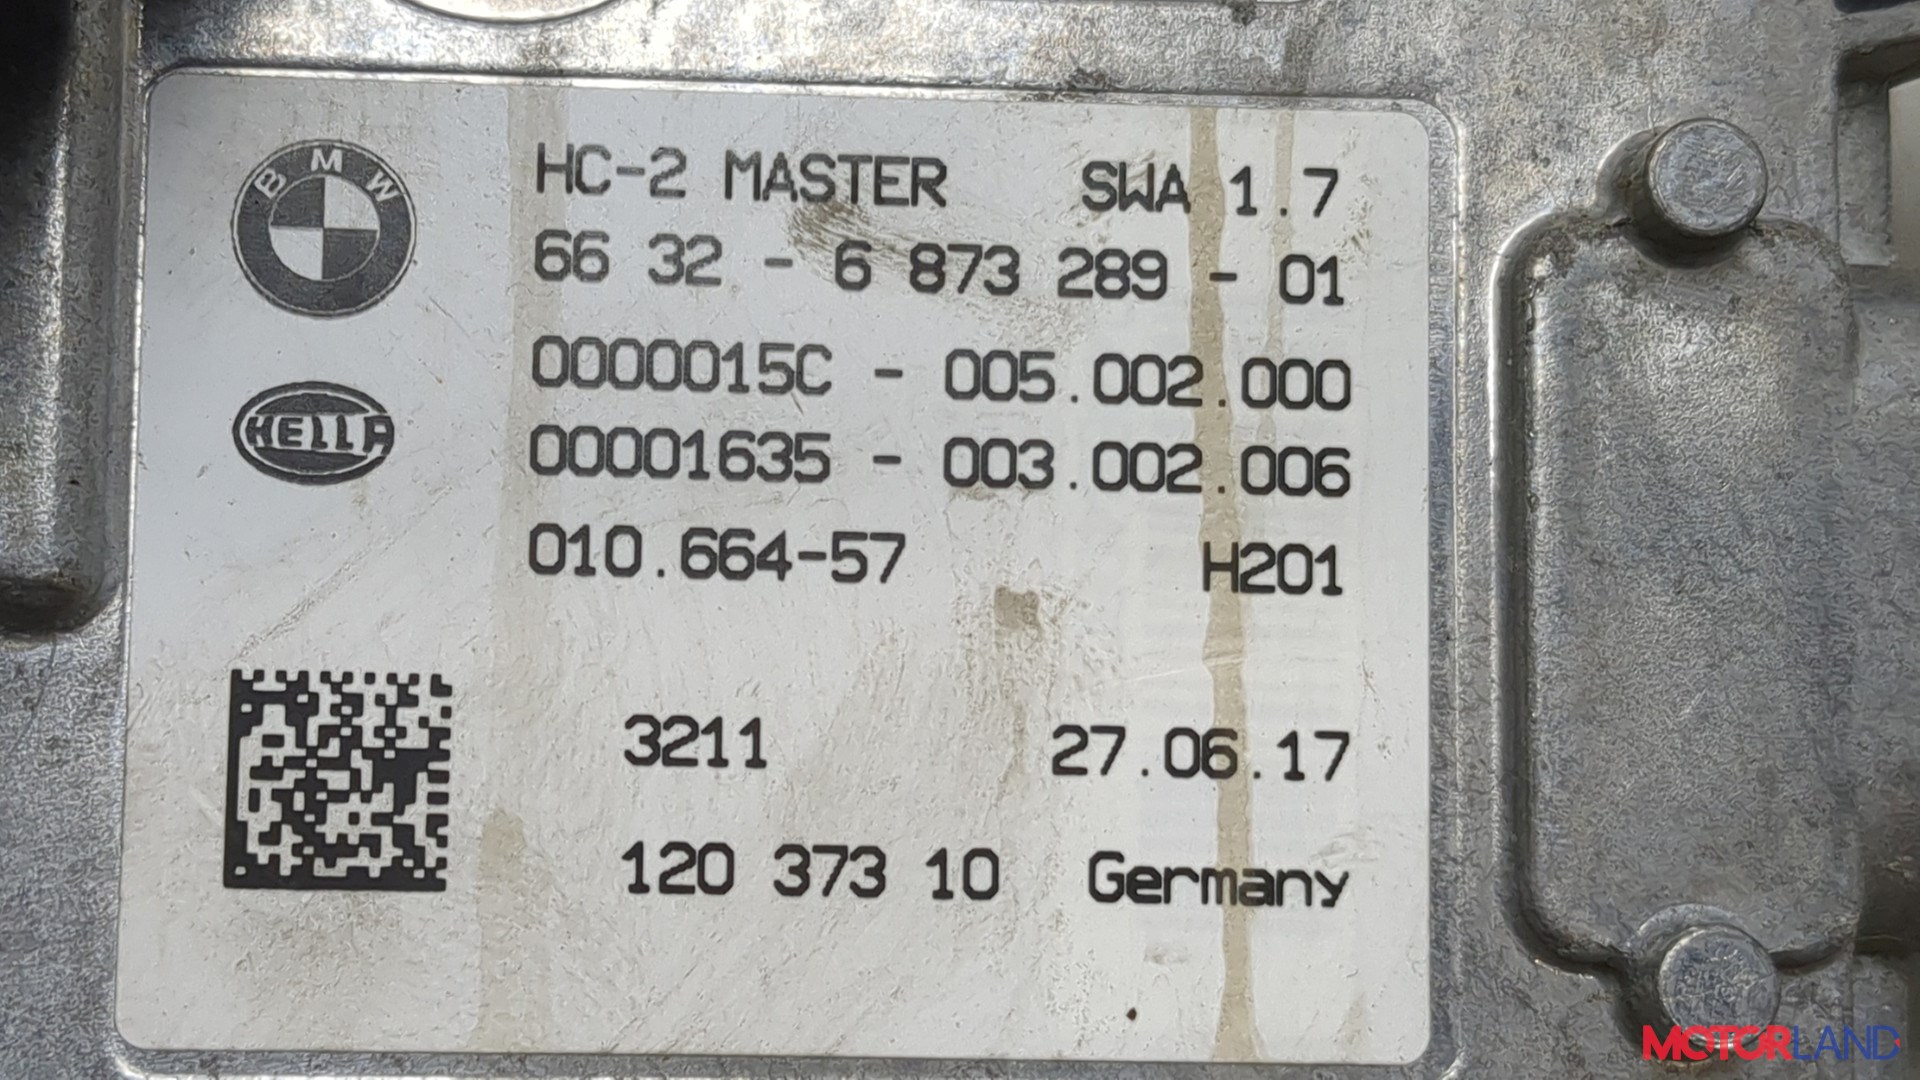 BMW
HC-2 MASTER SWA 1.7
66 32 - 6 873 289 - 01
HELLA
0000015C - 005.002.000
00001635 - 003.002.006
010.664-57 H201
3211 27.06.17
120 373 10 Germany
MOTORLAND